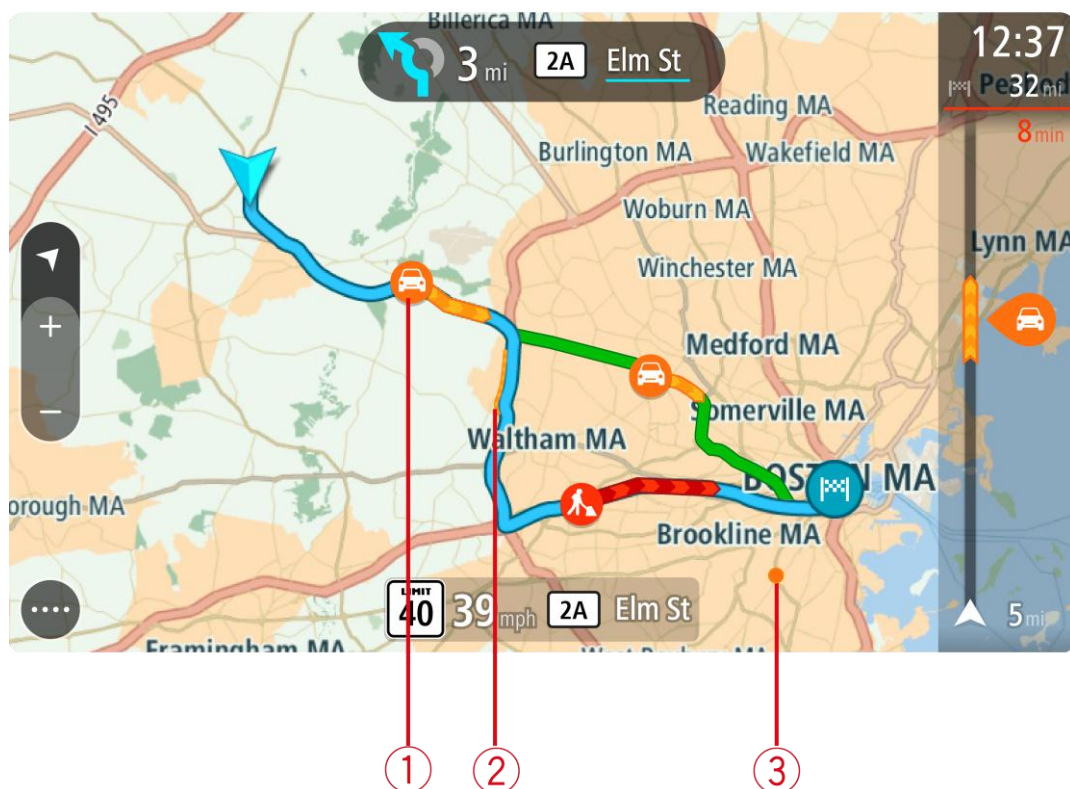 Billerica MA
12:37
3 mi 2A Elm St
32 mi
8 min
I 495
Reading MA
Burlington MA
Wakefield MA
Woburn MA
Lynn MA
Winchester MA
+
Medford MA
−
Somerville MA
Waltham MA
BOSTON MA
orough MA
Brookline MA
LIMIT
40
39 mph 2A Elm St
5 mi
Framingham MA
1
2
3